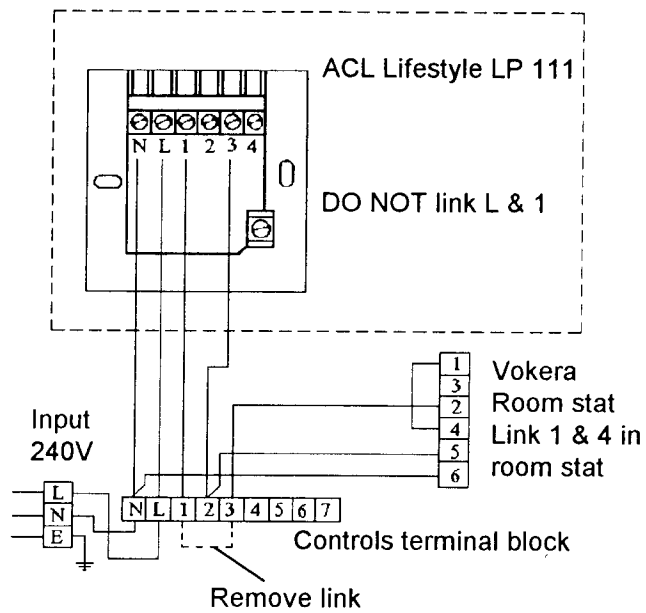 ACL Lifestyle LP 111
N L 1 2 3 4
DO NOT link L & 1
1
3
2
4
5
6
Vokera
Room stat
Link 1 & 4 in
room stat
Input
240V
L
N
E
N L 1 2 3 4 5 6 7
Controls terminal block
Remove link